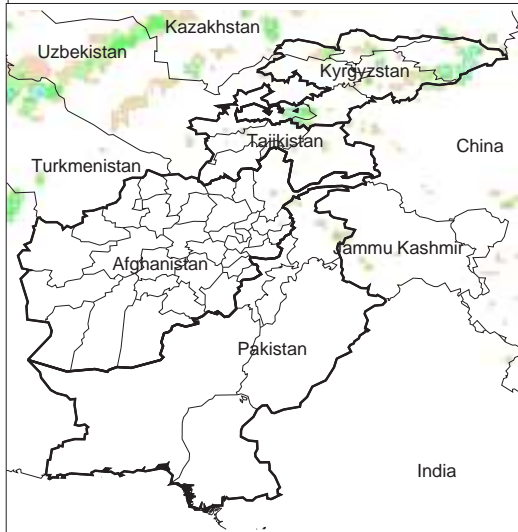 Kazakhstan
Uzbekistan
Kyrgyzstan
Tajikistan
China
Turkmenistan
Jammu Kashmir
Afghanistan
Pakistan
India